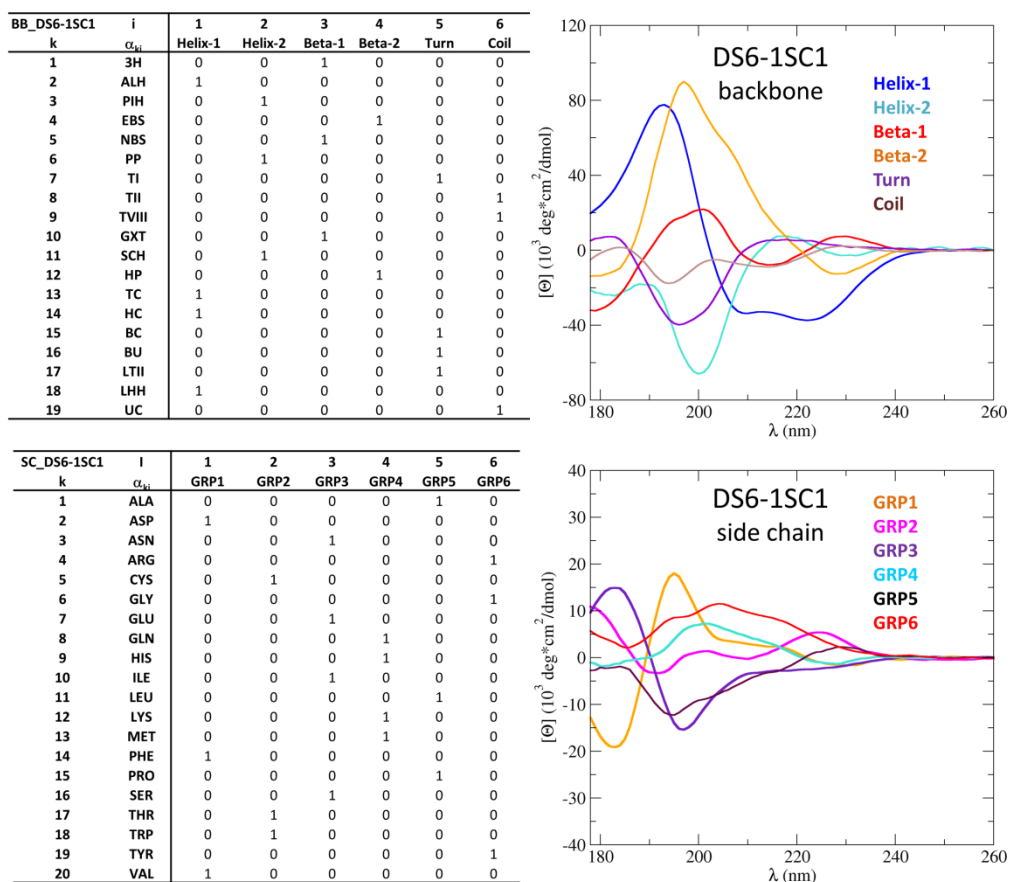 BB_DS6-1SC1 i 1 2 3 4 5 6
k αki Helix-1 Helix-2 Beta-1 Beta-2 Turn Coil
1 3H 0 0 1 0 0 0
2 ALH 1 0 0 0 0 0
3 PIH 0 1 0 0 0 0
4 EBS 0 0 0 1 0 0
5 NBS 0 0 1 0 0 0
6 PP 0 1 0 0 0 0
7 TI 0 0 0 0 1 0
8 TII 0 0 0 0 0 1
9 TVIII 0 0 0 0 0 1
10 GXT 0 0 1 0 0 0
11 SCH 0 1 0 0 0 0
12 HP 0 0 0 1 0 0
13 TC 1 0 0 0 0 0
14 HC 1 0 0 0 0 0
15 BC 0 0 0 0 1 0
16 BU 0 0 0 0 1 0
17 LTII 0 0 0 0 1 0
18 LHH 1 0 0 0 0 0
19 UC 0 0 0 0 0 1
DS6-1SC1
backbone
Helix-1
Helix-2
Beta-1
Beta-2
Turn
Coil
[Θ] (10³ deg*cm²/dmol)
120
80
40
0
-40
-80
180 200 220 240 260
λ (nm)
SC_DS6-1SC1 I 1 2 3 4 5 6
k αki GRP1 GRP2 GRP3 GRP4 GRP5 GRP6
1 ALA 0 0 0 0 1 0
2 ASP 1 0 0 0 0 0
3 ASN 0 0 1 0 0 0
4 ARG 0 0 0 0 0 1
5 CYS 0 1 0 0 0 0
6 GLY 0 0 0 0 0 1
7 GLU 0 0 1 0 0 0
8 GLN 0 0 0 1 0 0
9 HIS 0 0 0 1 0 0
10 ILE 0 0 1 0 0 0
11 LEU 0 0 0 0 1 0
12 LYS 0 0 0 1 0 0
13 MET 0 0 0 1 0 0
14 PHE 1 0 0 0 0 0
15 PRO 0 0 0 0 1 0
16 SER 0 0 1 0 0 0
17 THR 0 1 0 0 0 0
18 TRP 0 1 0 0 0 0
19 TYR 0 0 0 0 0 1
20 VAL 1 0 0 0 0 0
DS6-1SC1
side chain
GRP1
GRP2
GRP3
GRP4
GRP5
GRP6
[Θ] (10³ deg*cm²/dmol)
40
30
20
10
0
-10
-20
-30
-40
180 200 220 240 260
λ (nm)